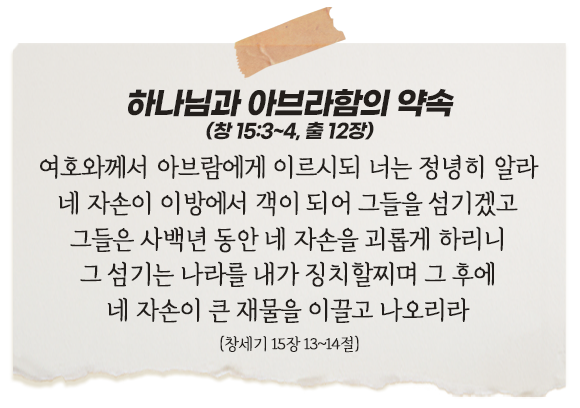 하나님과 아브라함의 약속
(창 15:3~4, 출 12장)
여호와께서 아브람에게 이르시되 너는 정녕히 알라
네 자손이 이방에서 객이 되어 그들을 섬기겠고
그들은 사백년 동안 네 자손을 괴롭게 하리니
그 섬기는 나라를 내가 징치할찌며 그 후에
네 자손이 큰 재물을 이끌고 나오리라
(창세기 15장 13~14절)